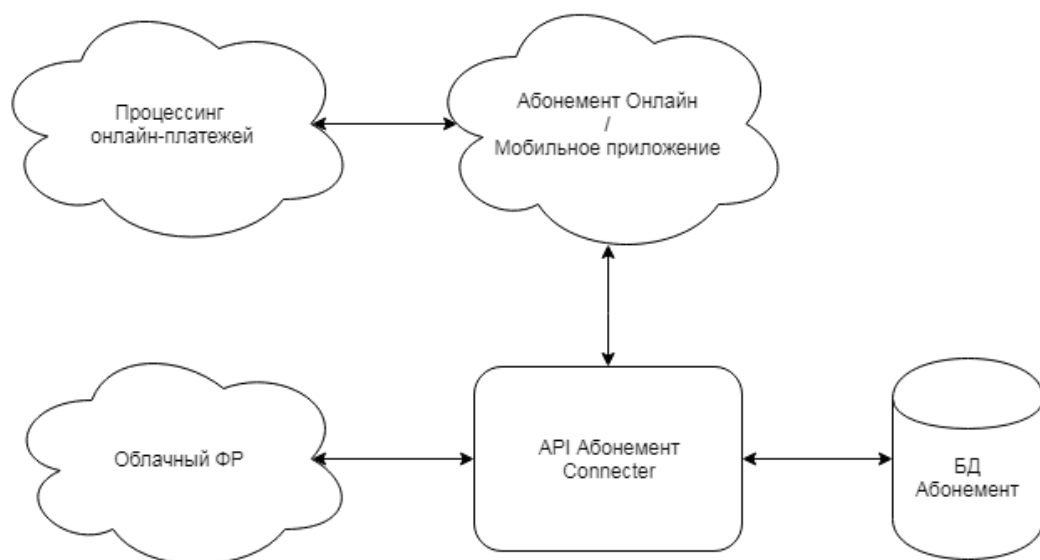 Процессинг
онлайн-платежей
Абонемент Онлайн
/
Мобильное приложение
Облачный ФР
API Абонемент
Connecter
БД
Абонемент